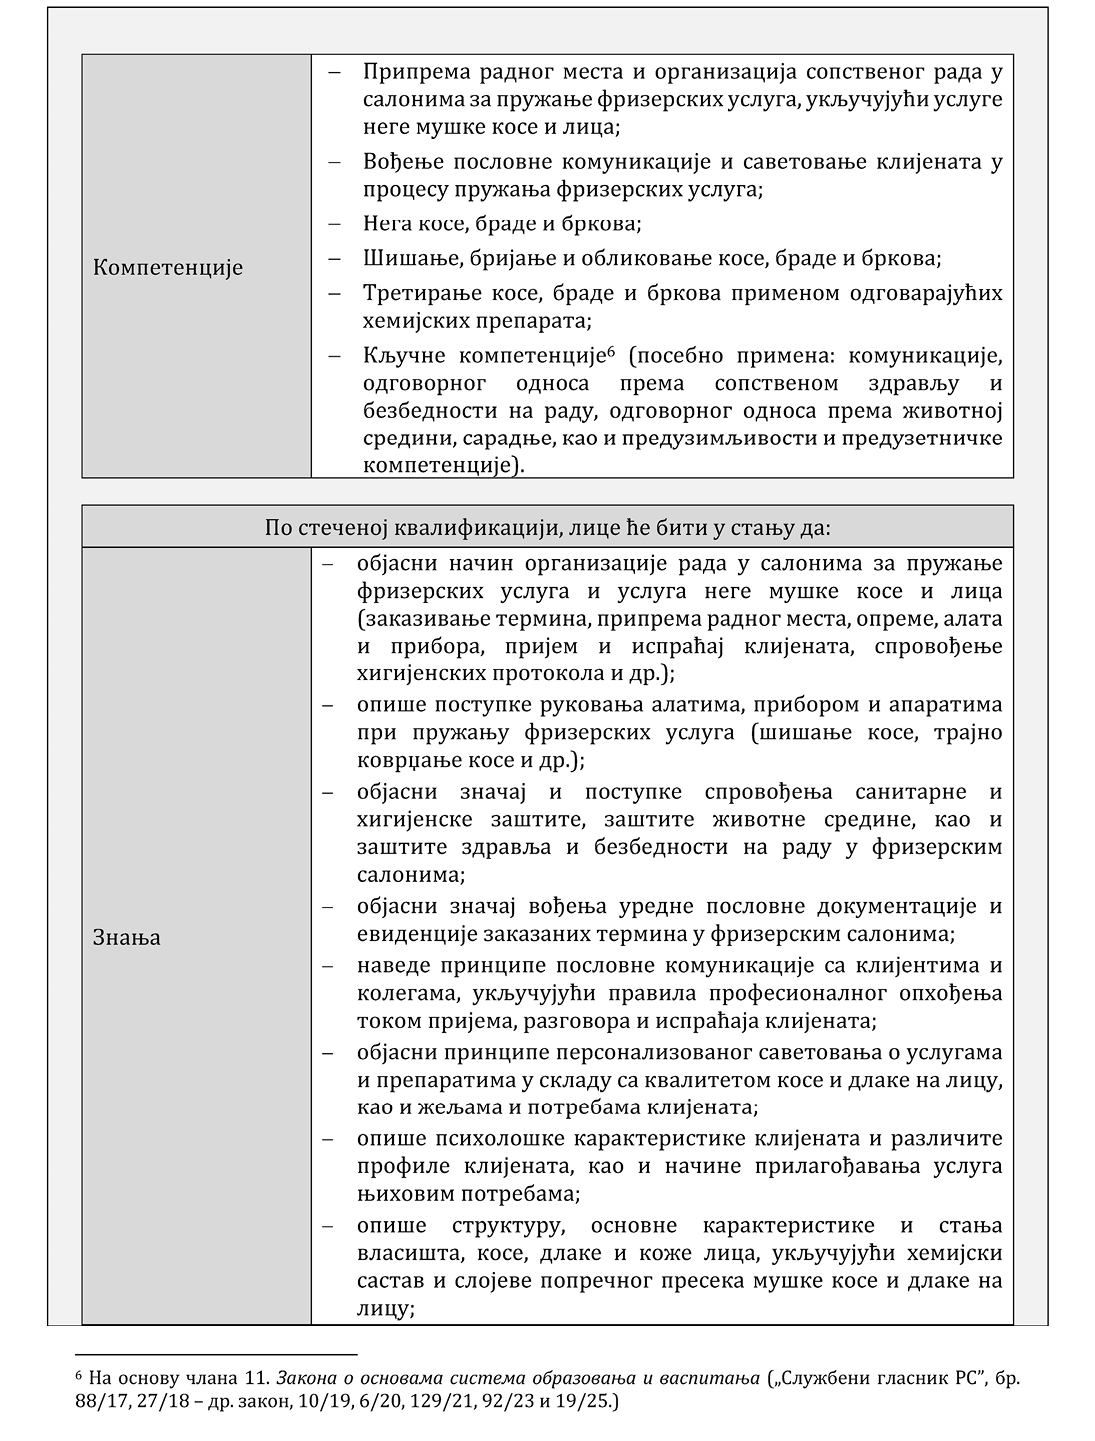 – Припрема радног места и организација сопственог рада у
салонима за пружање фризерских услуга, укључујући услуге
неге мушке косе и лица;
– Вођење пословне комуникације и саветовање клијената у
процесу пружања фризерских услуга;
– Нега косе, браде и бркова;
– Шишање, бријање и обликовање косе, браде и бркова;
Компетенције
– Третирање косе, браде и бркова применом одговарајућих
хемијских препарата;
– Кључне компетенције⁶ (посебно примена: комуникације,
одговорног односа према сопственом здрављу и
безбедности на раду, одговорног односа према животној
средини, сарадње, као и предузимљивости и предузетничке
компетенције).
По стеченој квалификацији, лице ће бити у стању да:
– објасни начин организације рада у салонима за пружање
фризерских услуга и услуга неге мушке косе и лица
(заказивање термина, припрема радног места, опреме, алата
и прибора, пријем и испраћај клијената, спровођење
хигијенских протокола и др.);
– опише поступке руковања алатима, прибором и апаратима
при пружању фризерских услуга (шишање косе, трајно
коврџање косе и др.);
– објасни значај и поступке спровођења санитарне и
хигијенске заштите, заштите животне средине, као и
заштите здравља и безбедности на раду у фризерским
салонима;
– објасни значај вођења уредне пословне документације и
евиденције заказаних термина у фризерским салонима;
Знања
– наведе принципе пословне комуникације са клијентима и
колегама, укључујући правила професионалног опхођења
током пријема, разговора и испраћаја клијената;
– објасни принципе персонализованог саветовања о услугама
и препаратима у складу са квалитетом косе и длаке на лицу,
као и жељама и потребама клијената;
– опише психолошке карактеристике клијената и различите
профиле клијената, као и начине прилагођавања услуга
њиховим потребама;
– опише структуру, основне карактеристике и стања
власишта, косе, длаке и коже лица, укључујући хемијски
састав и слојеве попречног пресека мушке косе и длаке на
лицу;
⁶ На основу члана 11. Закона о основама система образовања и васпитања („Службени гласник РС”, бр.
88/17, 27/18 – др. закон, 10/19, 6/20, 129/21, 92/23 и 19/25.)